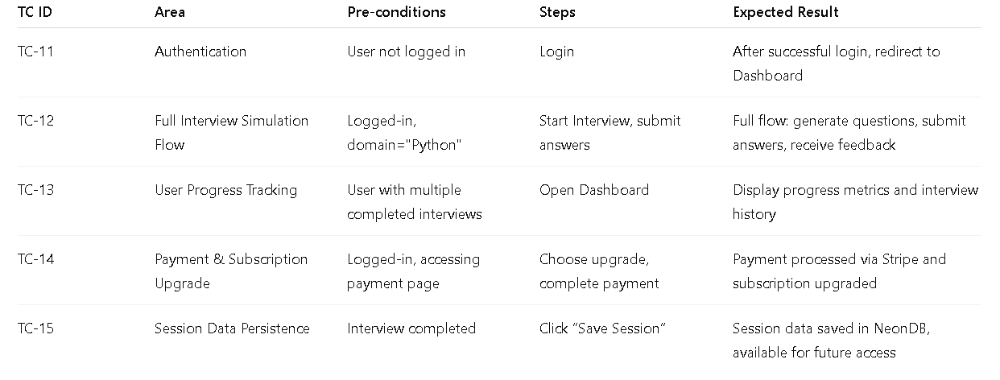 TC ID Area Pre-conditions Steps Expected Result
TC-11 Authentication User not logged in Login After successful login, redirect to
Dashboard
TC-12 Full Interview Simulation Logged-in, Start Interview, submit Full flow: generate questions, submit
Flow domain="Python" answers answers, receive feedback
TC-13 User Progress Tracking User with multiple Open Dashboard Display progress metrics and interview
completed interviews history
TC-14 Payment & Subscription Logged-in, accessing Choose upgrade, Payment processed via Stripe and
Upgrade payment page complete payment subscription upgraded
TC-15 Session Data Persistence Interview completed Click “Save Session” Session data saved in NeonDB,
available for future access